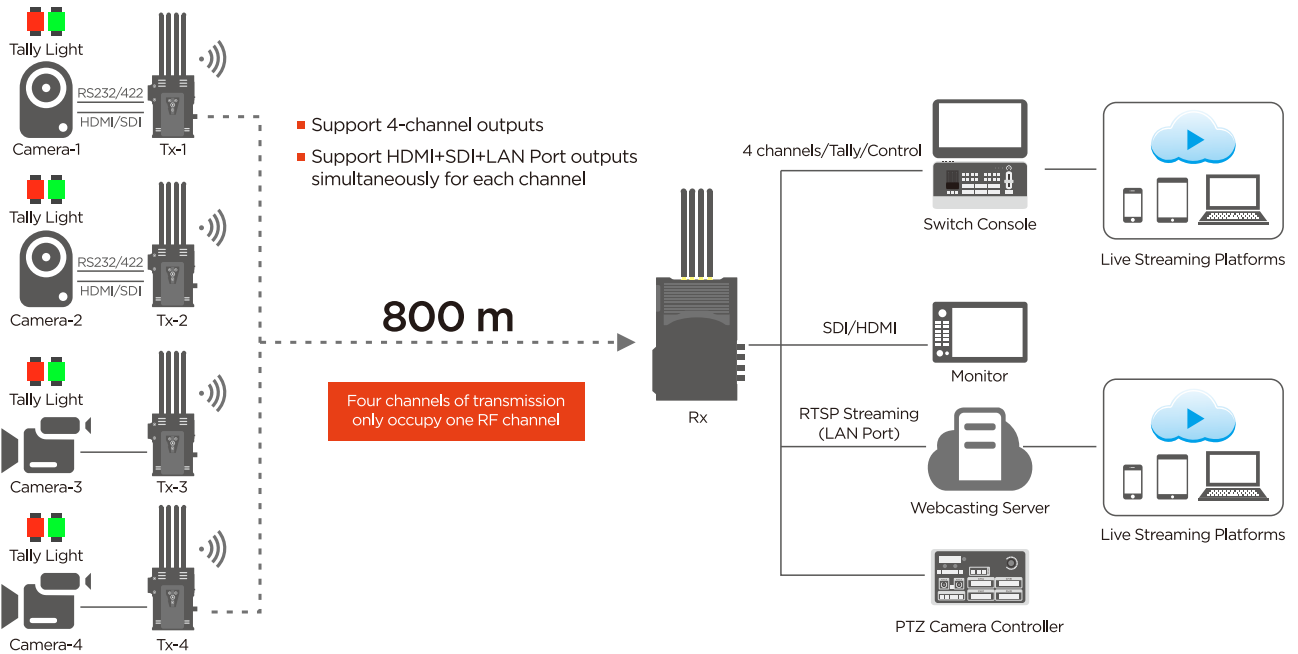 Tally Light
RS232/422
HDMI/SDI
Camera-1
Tx-1
Tally Light
RS232/422
HDMI/SDI
Camera-2
Tx-2
Tally Light
Camera-3
Tx-3
Tally Light
Camera-4
Tx-4
Support 4-channel outputs
Support HDMI+SDI+LAN Port outputs
simultaneously for each channel
800 m
Four channels of transmission
only occupy one RF channel
Rx
4 channels/Tally/Control
Switch Console
Live Streaming Platforms
SDI/HDMI
Monitor
RTSP Streaming
(LAN Port)
Webcasting Server
Live Streaming Platforms
PTZ Camera Controller